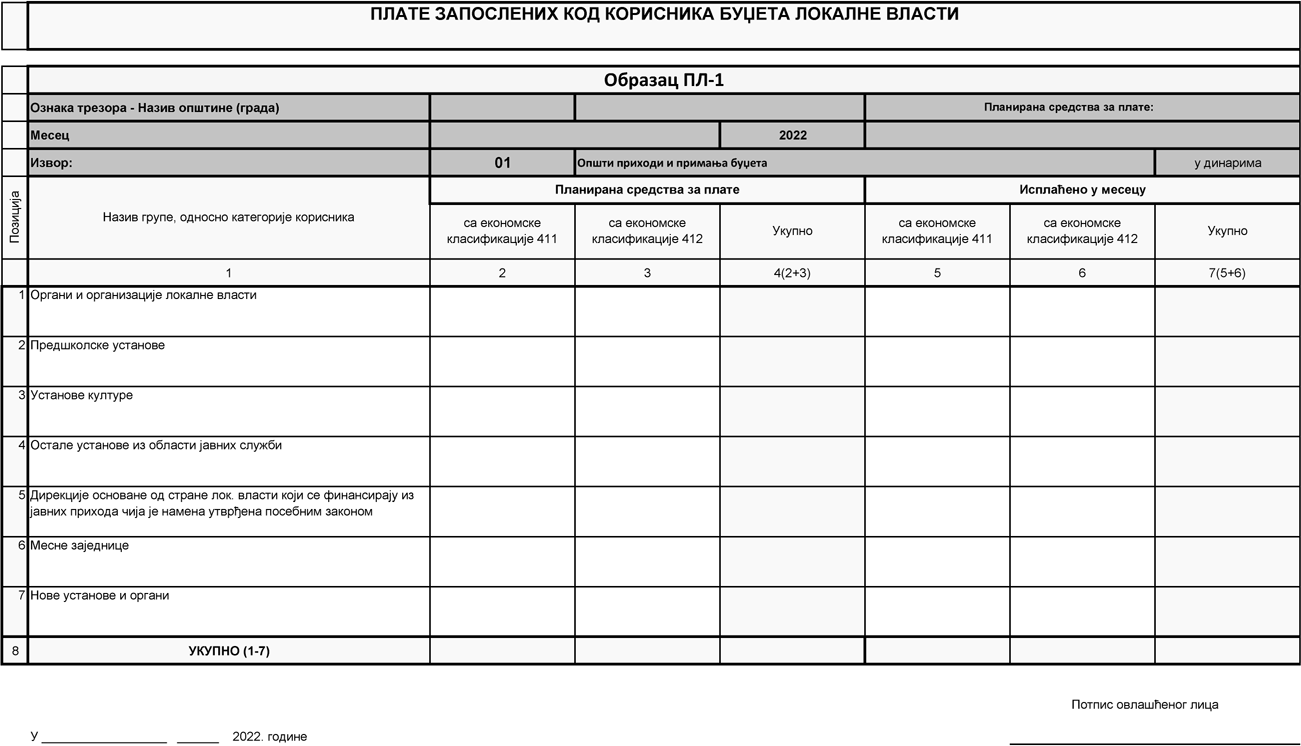 ПЛАТЕ ЗАПОСЛЕНИХ КОД КОРИСНИКА БУЏЕТА ЛОКАЛНЕ ВЛАСТИ
Образац ПЛ-1
Ознака трезора - Назив општине (града) Планирана средства за плате:
Месец 2022
Извор: 01 Општи приходи и примања буџета у динарима
Позиција
Назив групе, односно категорије корисника
Планирана средства за плате Исплаћено у месецу
са економске класификације 411
са економске класификације 412
Укупно
са економске класификације 411
са економске класификације 412
Укупно
1 2 3 4(2+3) 5 6 7(5+6)
1 Органи и организације локалне власти
2 Предшколске установе
3 Установе културе
4 Остале установе из области јавних служби
5 Дирекције основане од стране лок. власти који се финансирају из
јавних прихода чија је намена утврђена посебним законом
6 Месне заједнице
7 Нове установе и органи
8 УКУПНО (1-7)
Потпис овлашћеног лица
У __________________ ______ 2022. године